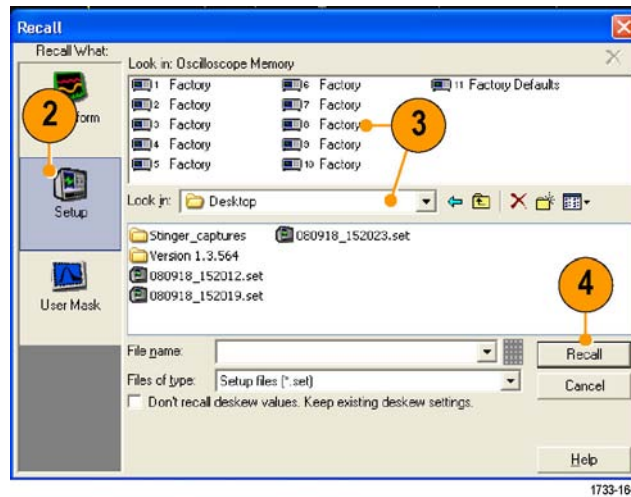 Recall
Recall What:
Look in: Oscilloscope Memory
1 Factory
2 Factory
3 Factory
4 Factory
5 Factory
6 Factory
7 Factory
8 Factory
9 Factory
10 Factory
11 Factory Defaults
2
form
3
Setup
Look in: Desktop
Stinger_captures
Version 1.3.564
080918_152012.set
080918_152019.set
080918_152023.set
User Mask
4
File name:
Recall
Files of type: Setup files (*.set)
Cancel
Don't recall deskew values. Keep existing deskew settings.
Help
1733-16